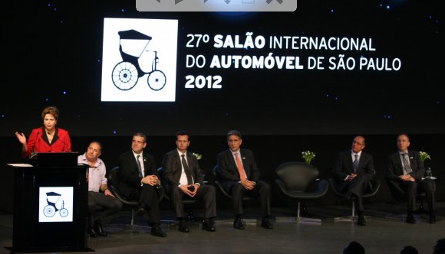 27º SALÃO INTERNACIONAL
DO AUTOMÓVEL DE SÃO PAULO
2012